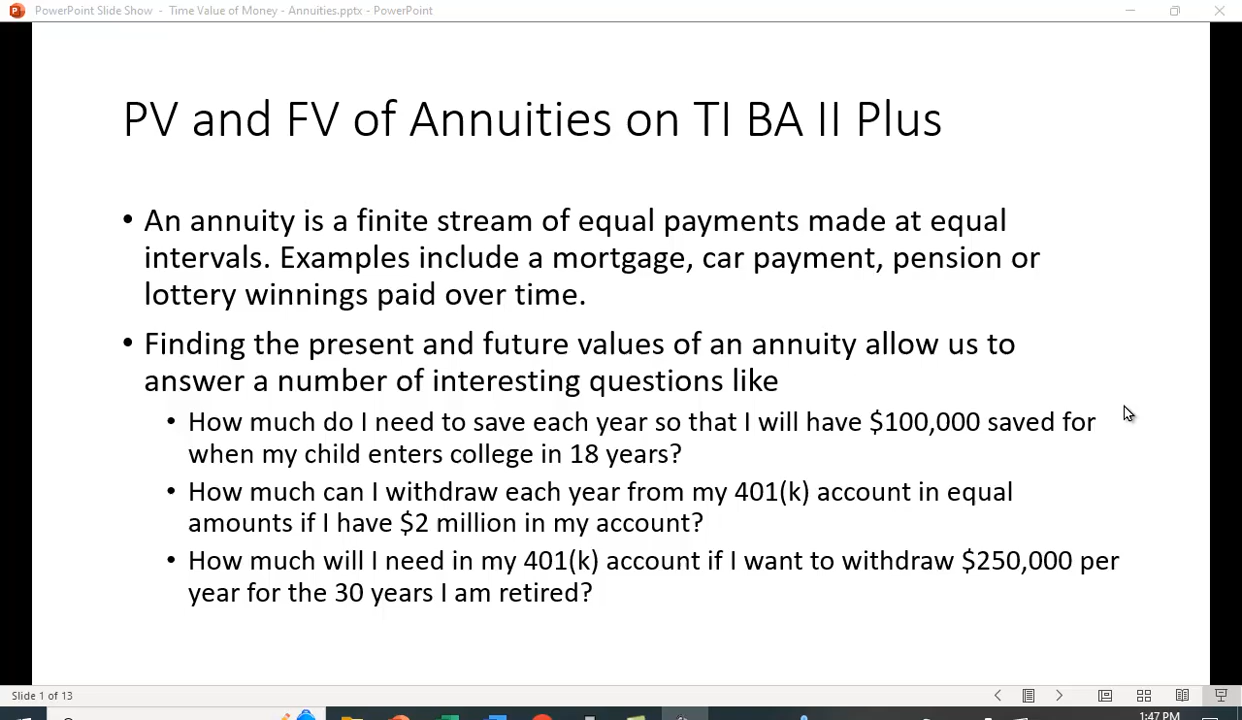 PowerPoint Slide Show - Time Value of Money - Annuities.pptx - PowerPoint
PV and FV of Annuities on TI BA II Plus
• An annuity is a finite stream of equal payments made at equal
intervals. Examples include a mortgage, car payment, pension or
lottery winnings paid over time.
• Finding the present and future values of an annuity allow us to
answer a number of interesting questions like
• How much do I need to save each year so that I will have $100,000 saved for
when my child enters college in 18 years?
• How much can I withdraw each year from my 401(k) account in equal
amounts if I have $2 million in my account?
• How much will I need in my 401(k) account if I want to withdraw $250,000 per
year for the 30 years I am retired?
Slide 1 of 13
1:47 PM